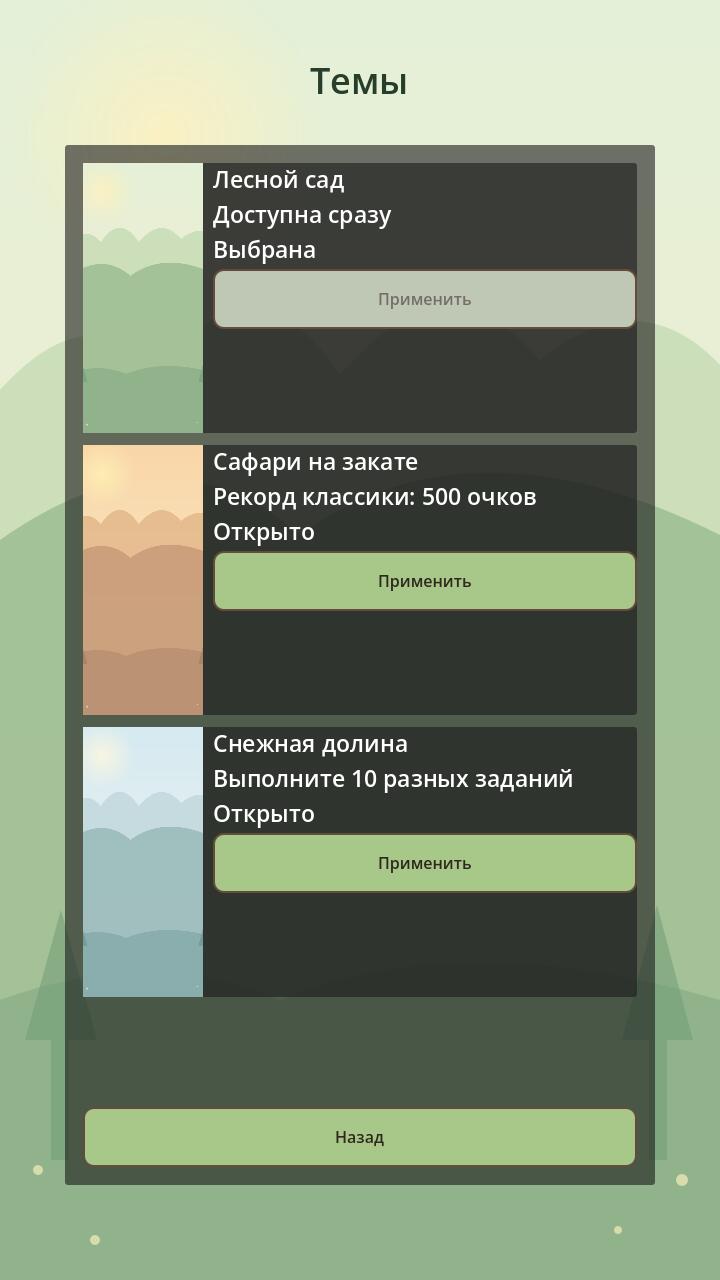 Темы
Лесной сад
Доступна сразу
Выбрана
Применить
Сафари на закате
Рекорд классики: 500 очков
Открыто
Применить
Снежная долина
Выполните 10 разных заданий
Открыто
Применить
Назад